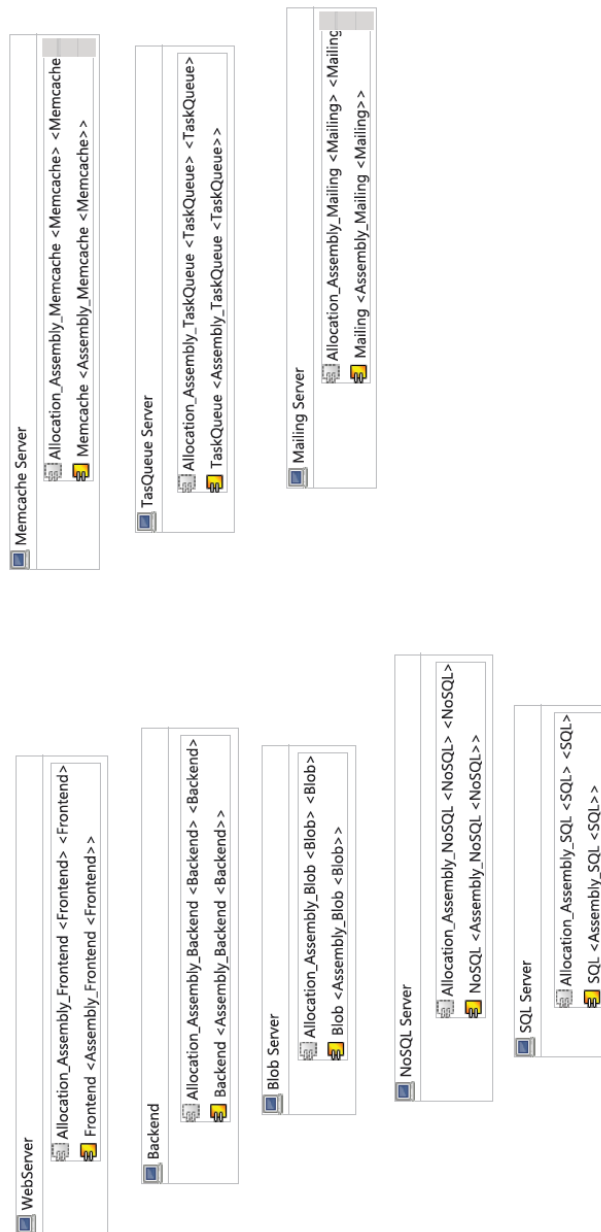 WebServer
Allocation_Assembly_Frontend <Frontend> <Frontend>
Frontend <Assembly_Frontend <Frontend>>
Backend
Allocation_Assembly_Backend <Backend> <Backend>
Backend <Assembly_Backend <Backend>>
Blob Server
Allocation_Assembly_Blob <Blob> <Blob>
Blob <Assembly_Blob <Blob>>
NoSQL Server
Allocation_Assembly_NoSQL <NoSQL> <NoSQL>
NoSQL <Assembly_NoSQL <NoSQL>>
SQL Server
Allocation_Assembly_SQL <SQL> <SQL>
SQL <Assembly_SQL <SQL>>
Memcache Server
Allocation_Assembly_Memcache <Memcache> <Memcache
Memcache <Assembly_Memcache <Memcache>>
TasQueue Server
Allocation_Assembly_TaskQueue <TaskQueue> <TaskQueue>
TaskQueue <Assembly_TaskQueue <TaskQueue>>
Mailing Server
Allocation_Assembly_Mailing <Mailing> <Mailing
Mailing <Assembly_Mailing <Mailing>>